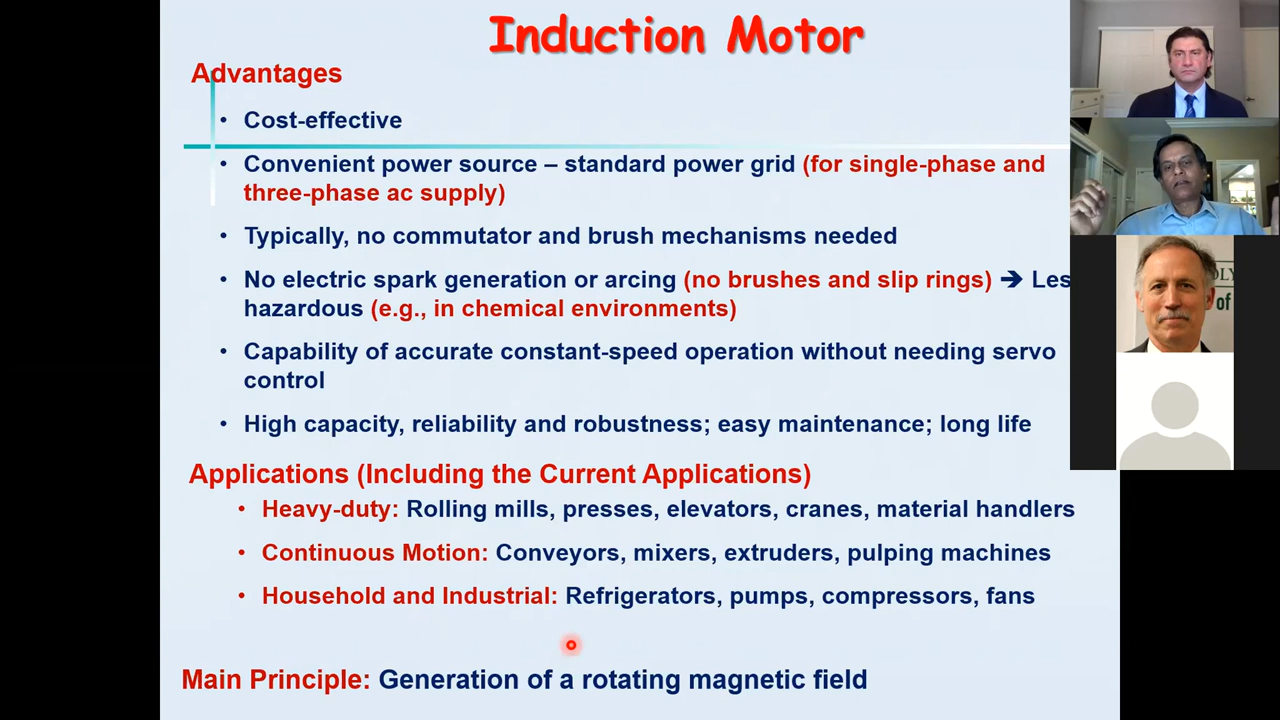 Induction Motor
Advantages
• Cost-effective
• Convenient power source – standard power grid (for single-phase and
three-phase ac supply)
• Typically, no commutator and brush mechanisms needed
• No electric spark generation or arcing (no brushes and slip rings) ➔ Les
hazardous (e.g., in chemical environments)
• Capability of accurate constant-speed operation without needing servo
control
• High capacity, reliability and robustness; easy maintenance; long life
Applications (Including the Current Applications)
• Heavy-duty: Rolling mills, presses, elevators, cranes, material handlers
• Continuous Motion: Conveyors, mixers, extruders, pulping machines
• Household and Industrial: Refrigerators, pumps, compressors, fans
Main Principle: Generation of a rotating magnetic field
OLY
of